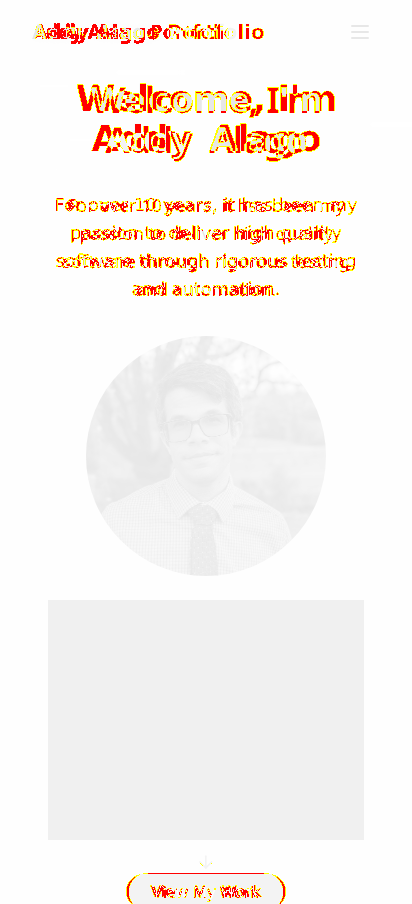 Addy Alago Portfolio
Welcome, I'm
Addy Alago
For over 10 years, it has been my
passion to deliver high quality
software through rigorous testing
and automation.
View My Work